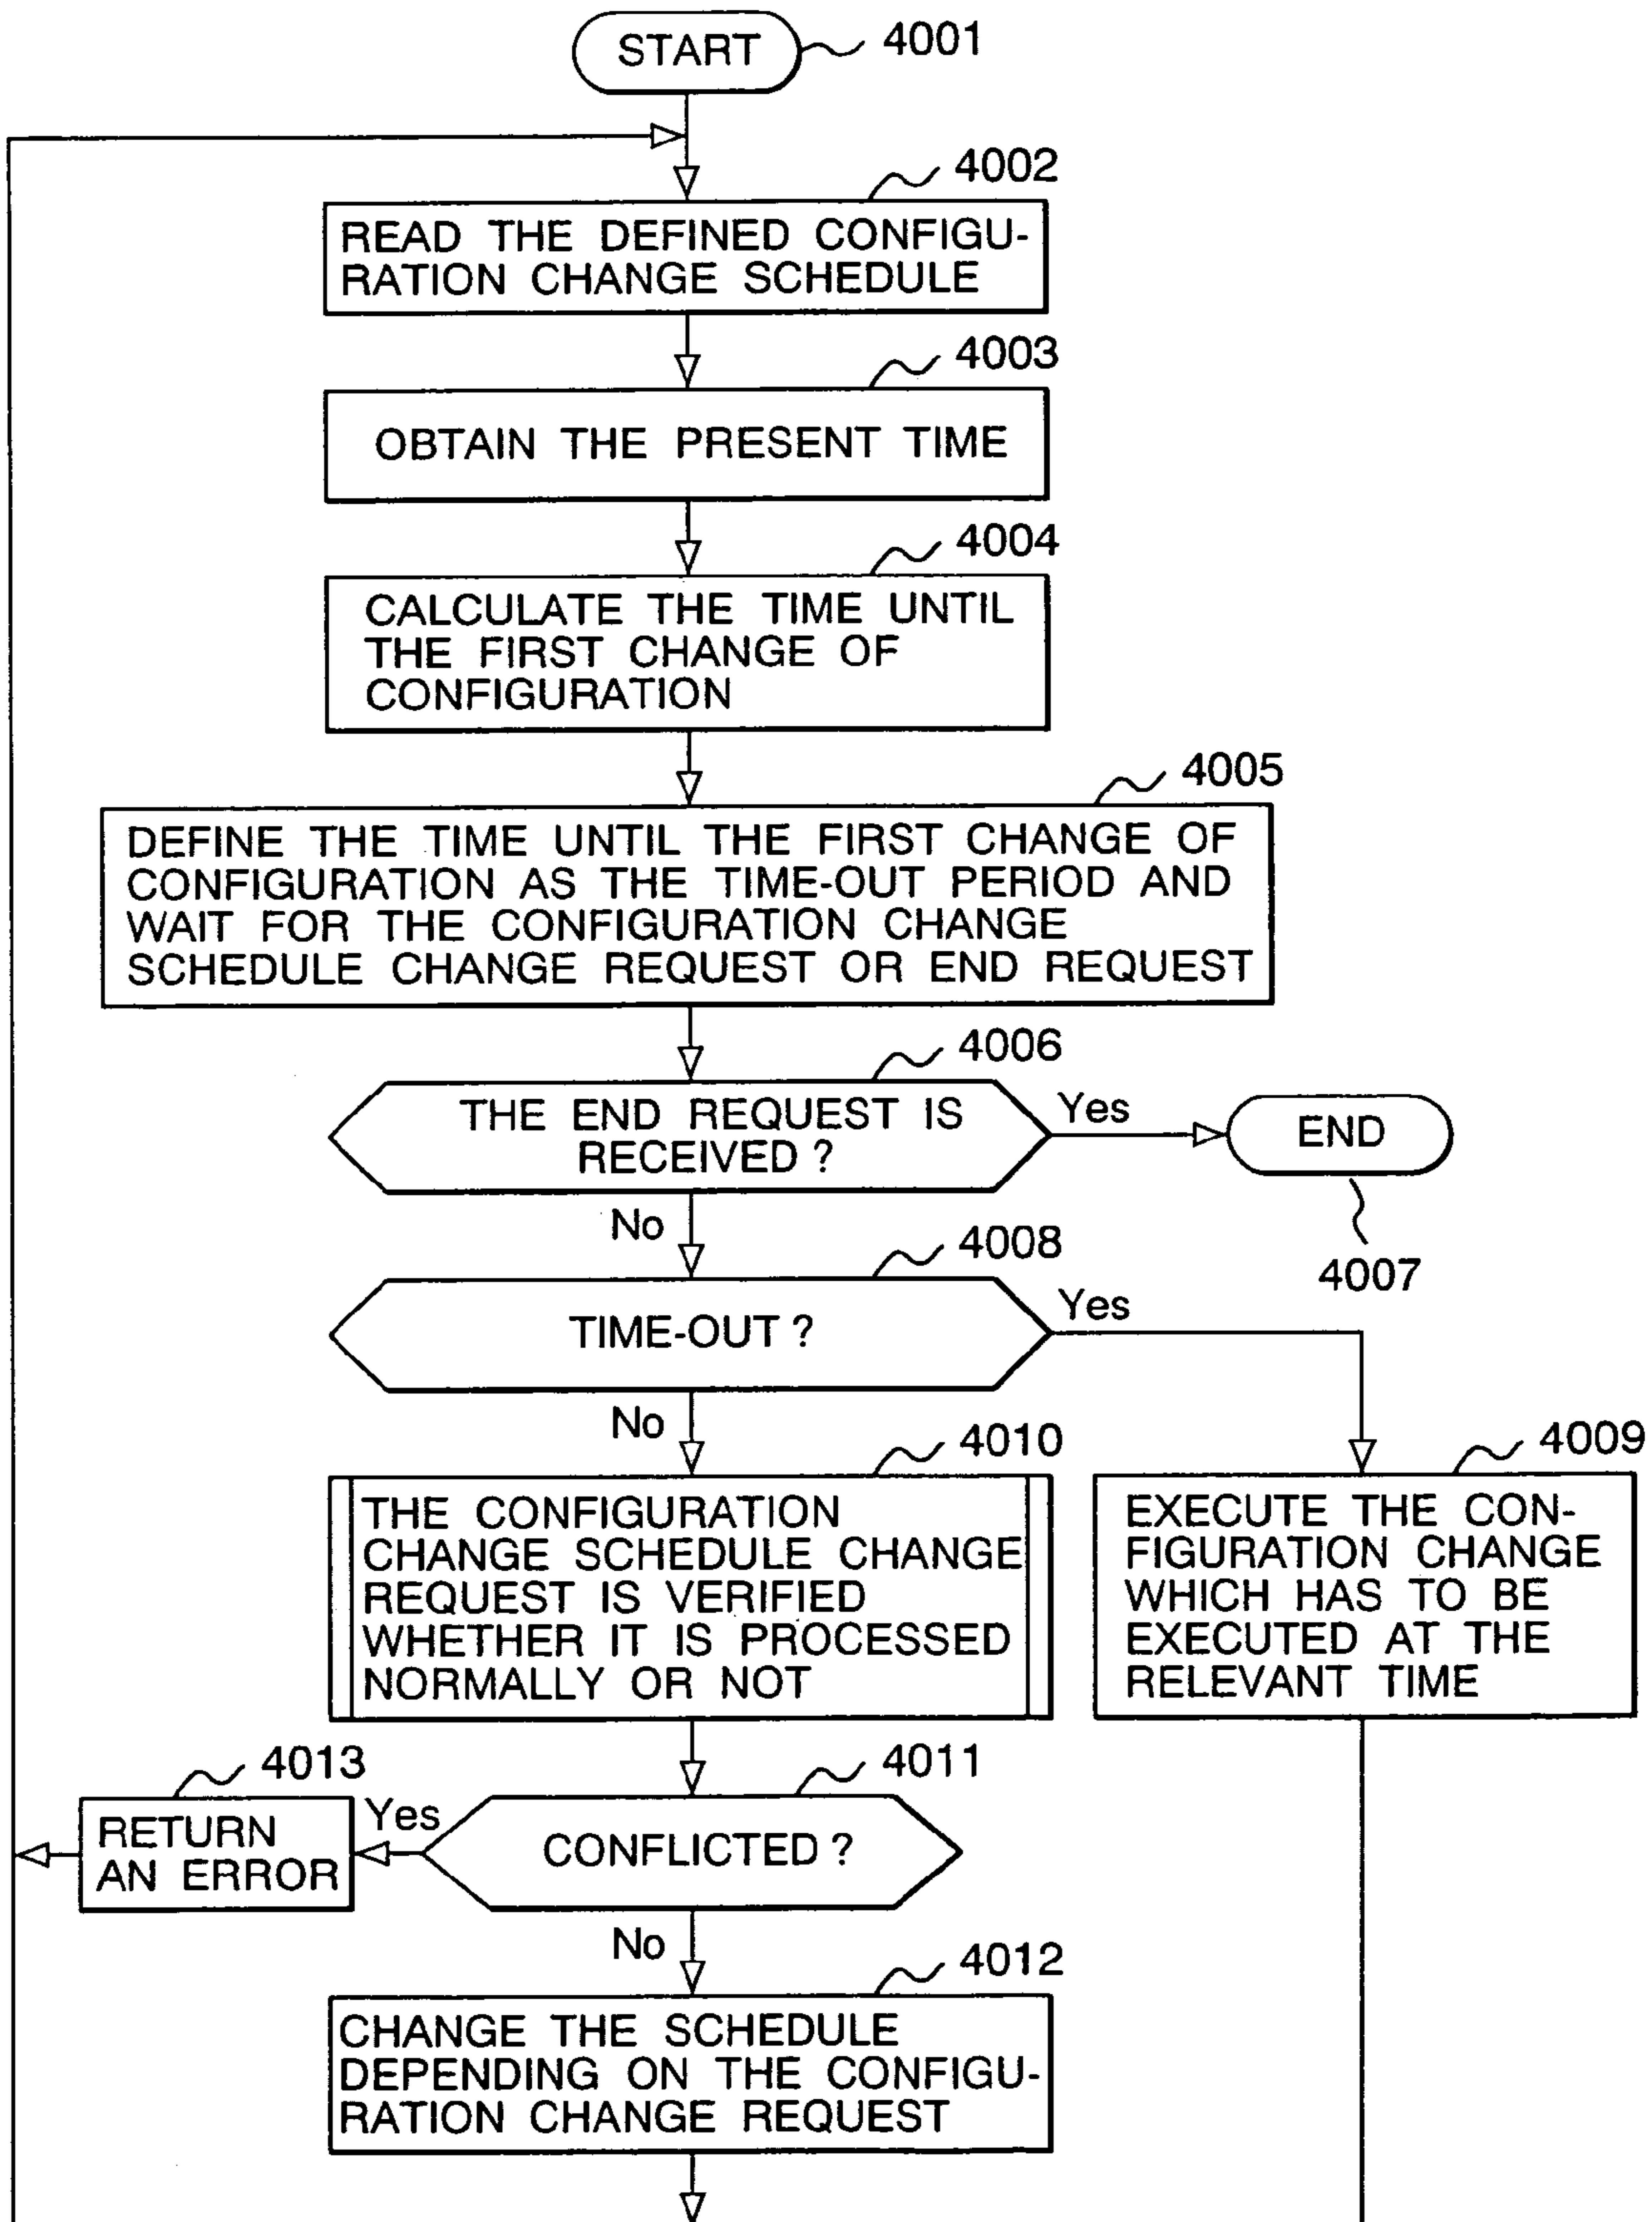 START
4001
4002
READ THE DEFINED CONFIGU-
RATION CHANGE SCHEDULE
4003
OBTAIN THE PRESENT TIME
4004
CALCULATE THE TIME UNTIL
THE FIRST CHANGE OF
CONFIGURATION
4005
DEFINE THE TIME UNTIL THE FIRST CHANGE OF
CONFIGURATION AS THE TIME-OUT PERIOD AND
WAIT FOR THE CONFIGURATION CHANGE
SCHEDULE CHANGE REQUEST OR END REQUEST
4006
THE END REQUEST IS
RECEIVED ?
Yes
END
4007
No
4008
TIME-OUT ?
Yes
No
4010
THE CONFIGURATION
CHANGE SCHEDULE CHANGE
REQUEST IS VERIFIED
WHETHER IT IS PROCESSED
NORMALLY OR NOT
4009
EXECUTE THE CON-
FIGURATION CHANGE
WHICH HAS TO BE
EXECUTED AT THE
RELEVANT TIME
4011
CONFLICTED ?
Yes
4013
RETURN
AN ERROR
No
4012
CHANGE THE SCHEDULE
DEPENDING ON THE CONFIGU-
RATION CHANGE REQUEST